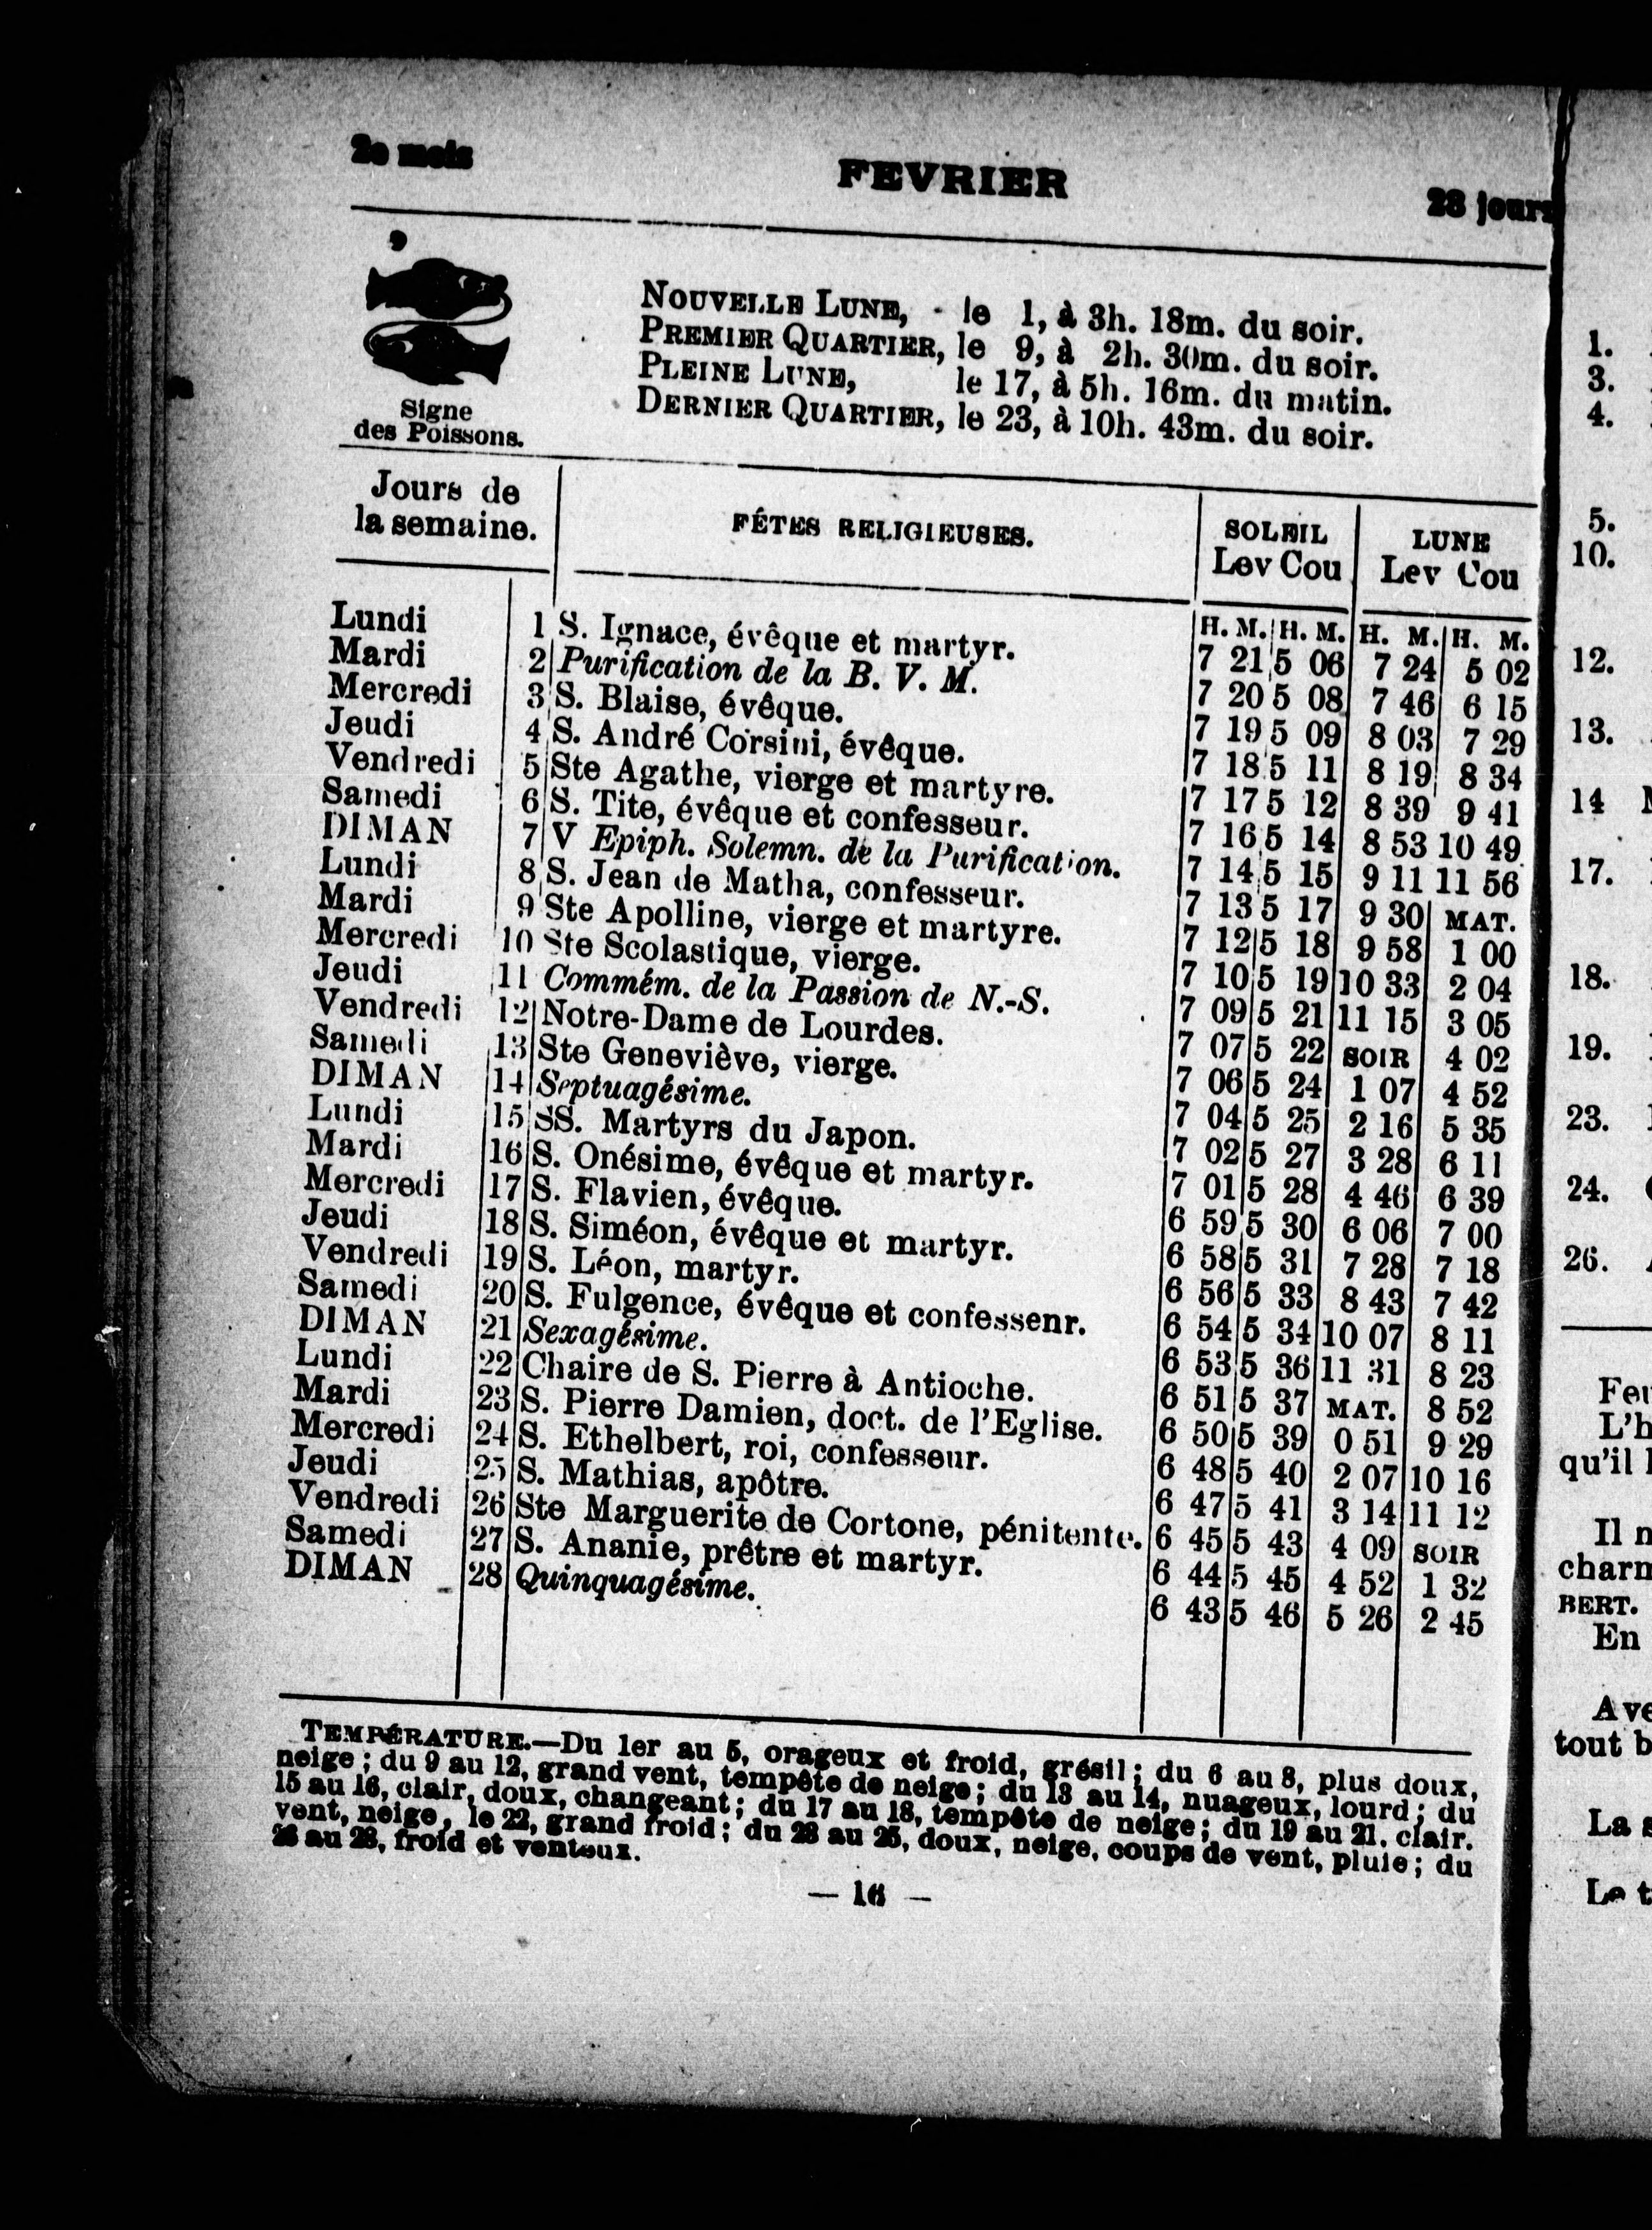 2e mois
FEVRIER
28 jours
Signe
des Poissons.
NOUVELLE LUNE, - le 1, à 3h. 18m. du soir.
PREMIER QUARTIER, le 9, à 2h. 30m. du soir.
PLEINE LUNE, le 17, à 5h. 16m. du matin.
DERNIER QUARTIER, le 23, à 10h. 43m. du soir.
Jours de
la semaine.
FÉTES RELIGIEUSES.
SOLEIL
Lev Cou
LUNE
Lev Cou
H. M. H. M. H. M. H. M.
Lundi 1 S. Ignace, évêque et martyr. 7 21 5 06 7 24 5 02
Mardi 2 Purification de la B. V. M. 7 20 5 08 7 46 6 15
Mercredi 3 S. Blaise, évêque. 7 19 5 09 8 03 7 29
Jeudi 4 S. André Corsini, évêque. 7 18 5 11 8 19 8 34
Vendredi 5 Ste Agathe, vierge et martyre. 7 17 5 12 8 39 9 41
Samedi 6 S. Tite, évêque et confesseur. 7 16 5 14 8 53 10 49
DIMAN 7 V Epiph. Solemn. de la Purification. 7 14 5 15 9 11 11 56
Lundi 8 S. Jean de Matha, confesseur. 7 13 5 17 9 30 MAT.
Mardi 9 Ste Apolline, vierge et martyre. 7 12 5 18 9 58 1 00
Mercredi 10 Ste Scolastique, vierge. 7 10 5 19 10 33 2 04
Jeudi 11 Commém. de la Passion de N.-S. 7 09 5 21 11 15 3 05
Vendredi 12 Notre-Dame de Lourdes. 7 07 5 22 SOIR 4 02
Samedi 13 Ste Geneviève, vierge. 7 06 5 24 1 07 4 52
DIMAN 14 Septuagésime. 7 04 5 25 2 16 5 35
Lundi 15 SS. Martyrs du Japon. 7 02 5 27 3 28 6 11
Mardi 16 S. Onésime, évêque et martyr. 7 01 5 28 4 46 6 39
Mercredi 17 S. Flavien, évêque. 6 59 5 30 6 06 7 00
Jeudi 18 S. Siméon, évêque et martyr. 6 58 5 31 7 28 7 18
Vendredi 19 S. Léon, martyr. 6 56 5 33 8 43 7 42
Samedi 20 S. Fulgence, évêque et confessenr. 6 54 5 34 10 07 8 11
DIMAN 21 Sexagésime. 6 53 5 36 11 31 8 23
Lundi 22 Chaire de S. Pierre à Antioche. 6 51 5 37 MAT. 8 52
Mardi 23 S. Pierre Damien, doct. de l'Eglise. 6 50 5 39 0 51 9 29
Mercredi 24 S. Ethelbert, roi, confesseur. 6 48 5 40 2 07 10 16
Jeudi 25 S. Mathias, apôtre. 6 47 5 41 3 14 11 12
Vendredi 26 Ste Marguerite de Cortone, pénitente. 6 45 5 43 4 09 SOIR
Samedi 27 S. Ananie, prêtre et martyr. 6 44 5 45 4 52 1 32
DIMAN 28 Quinquagésime. 6 43 5 46 5 26 2 45
TEMPÉRATURE.—Du 1er au 5, orageux et froid, grésil; du 6 au 8, plus doux,
neige; du 9 au 12, grand vent, tempête de neige; du 13 au 14, nuageux, lourd; du
15 au 16, clair, doux, changeant; du 17 au 18, tempête de neige; du 19 au 21, clair.
vent, neige, le 22, grand froid; du 23 au 25, doux, neige, coups de vent, pluie; du
26 au 28, froid et venteux.
— 16 —
1.
3.
4.
5.
10.
12.
13.
14
17.
18.
19.
23.
24.
26.
qu'il
Il
En
tout
La